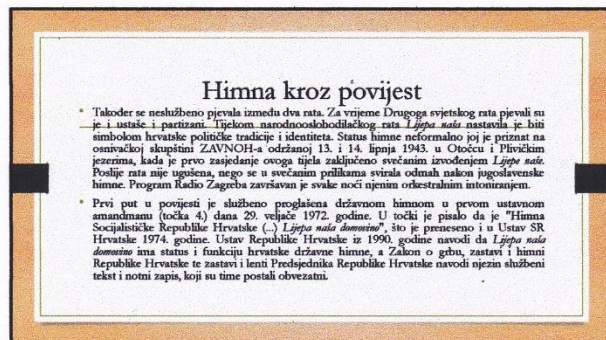 Himna kroz povijest
• Također se neslužbeno pjevala između dva rata. Za vrijeme Drugoga svjetskog rata pjevali su
je i ustaše i partizani. Tijekom narodnooslobodilačkog rata Lijepa naša nastavila je biti
simbolom hrvatske političke tradicije i identiteta. Status himne neformalno joj je priznat na
osnivačkoj skupštini ZAVNOH-a održanoj 13. i 14. lipnja 1943. u Otočcu i Plivičkim
jezerima, kada je prvo zasjedanje ovoga tijela zaključeno svečanim izvođenjem Lijepe naše.
Poslije rata nije ugušena, nego se u svečanim prilikama svirala odmah nakon jugoslavenske
himne. Program Radio Zagreba završavan je svake noći njenim orkestralnim intoniranjem.
• Prvi put u povijesti je službeno proglašena državnom himnom u prvom ustavnom
amandmanu (točka 4.) dana 29. veljače 1972. godine. U točki je pisalo da je "Himna
Socijalističke Republike Hrvatske (...) Lijepa naša domovino", što je preneseno i u Ustav SR
Hrvatske 1974. godine. Ustav Republike Hrvatske iz 1990. godine navodi da Lijepa naša
domovino ima status i funkciju hrvatske državne himne, a Zakon o grbu, zastavi i himni
Republike Hrvatske te zastavi i lenti Predsjednika Republike Hrvatske navodi njezin službeni
tekst i notni zapis, koji su time postali obvezatni.